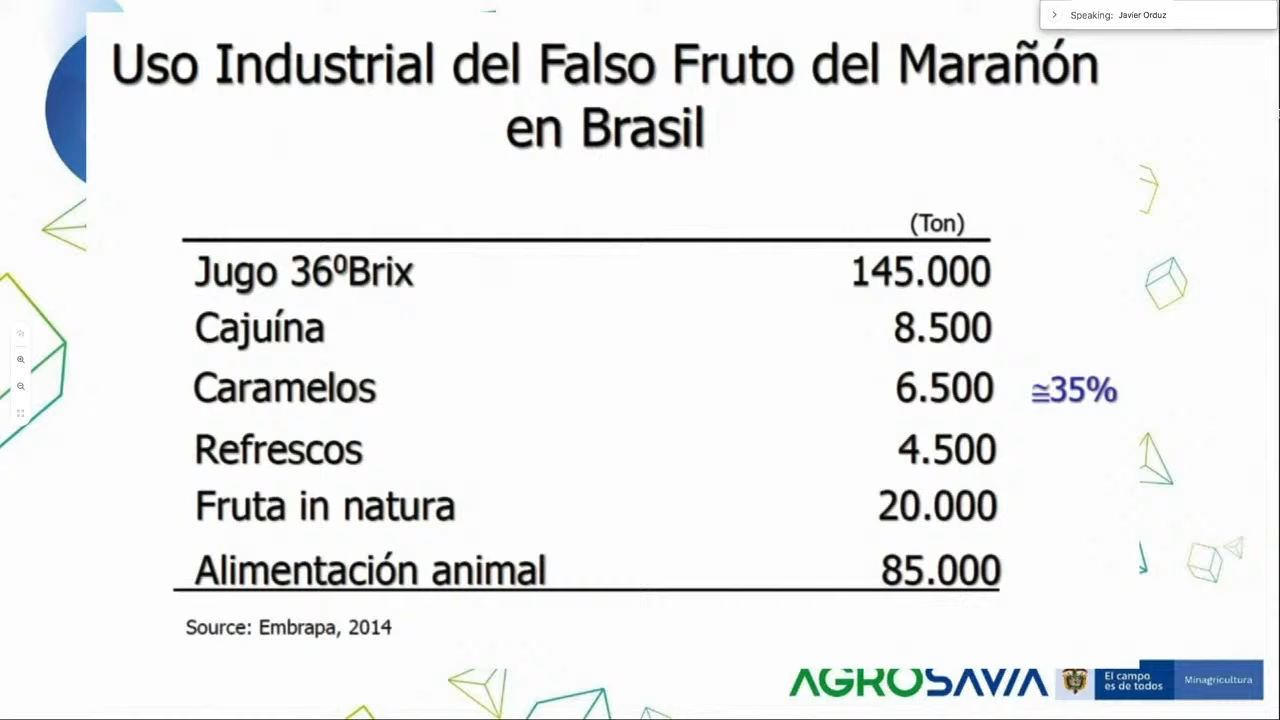 Speaking: Javier Orduz
Uso Industrial del Falso Fruto del Marañón
en Brasil
(Ton)
Jugo 36⁰Brix 145.000
Cajuína 8.500
Caramelos 6.500 ≅35%
Refrescos 4.500
Fruta in natura 20.000
Alimentación animal 85.000
Source: Embrapa, 2014
AGROSAVIA
El campo
es de todos
Minagricultura